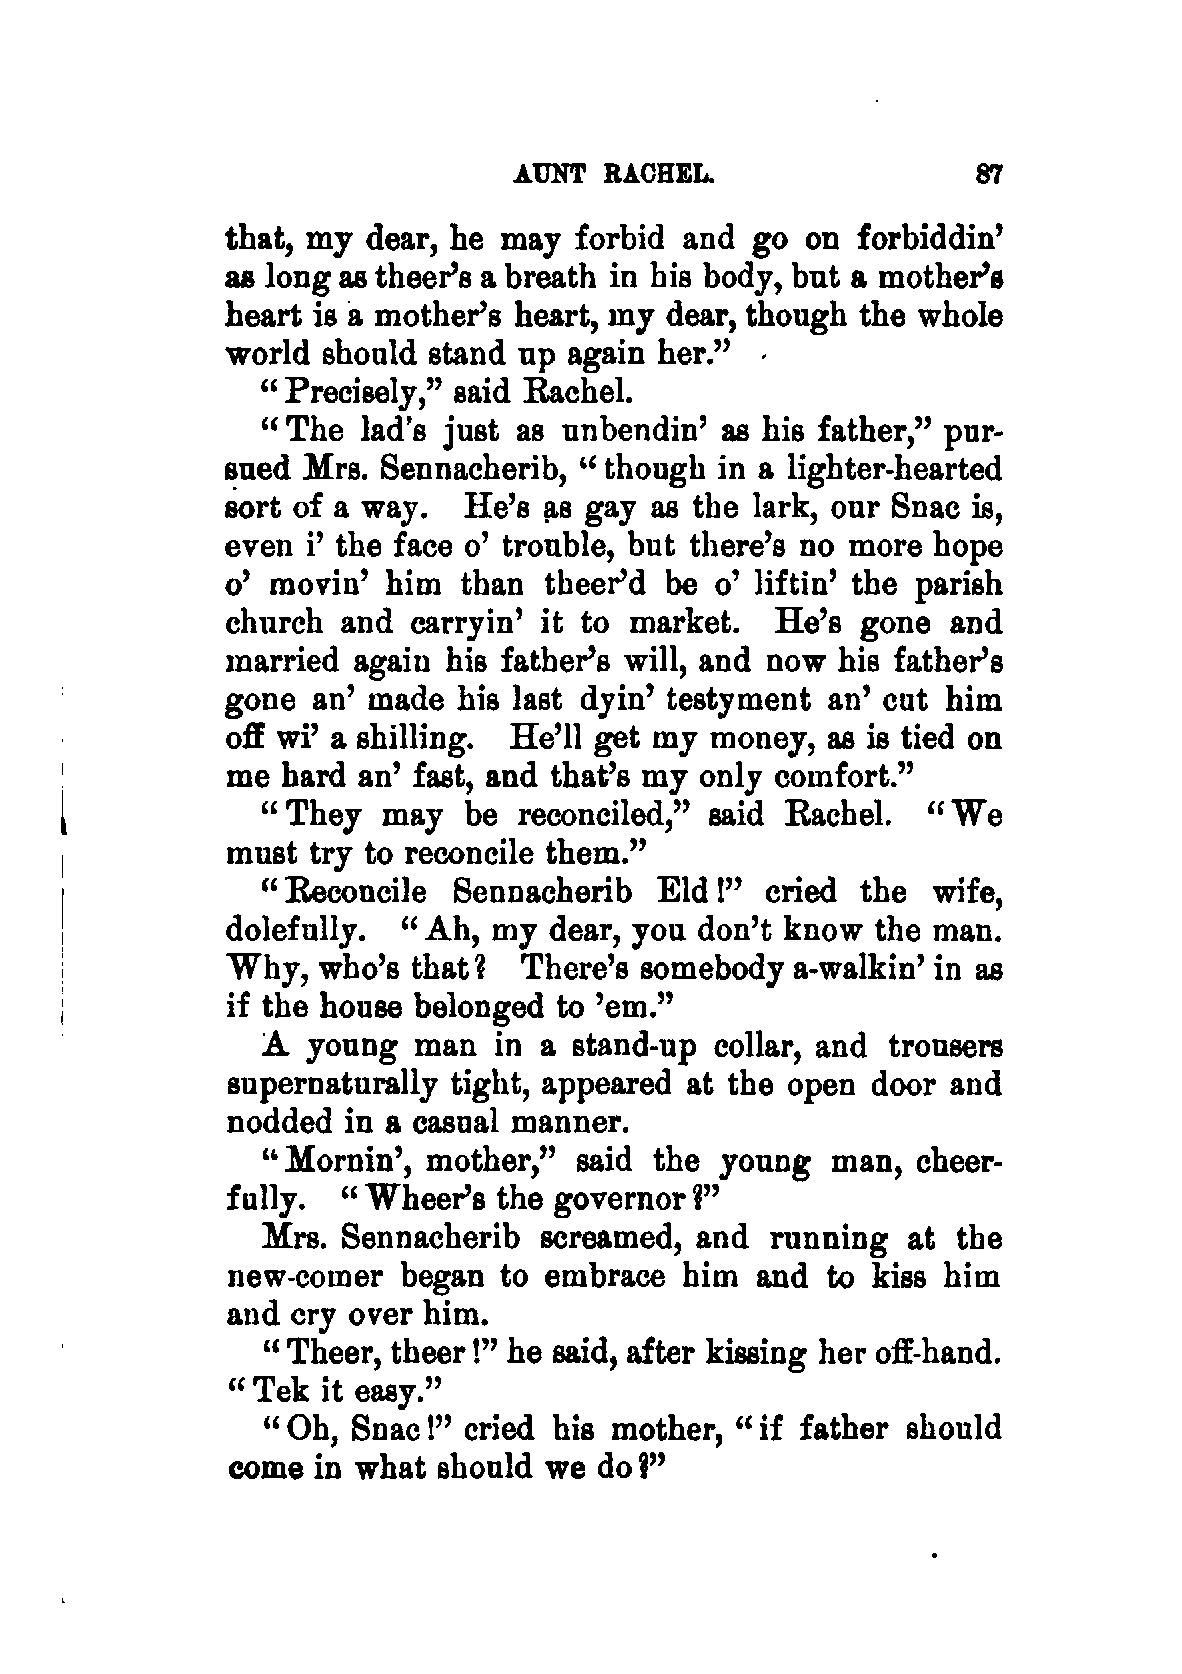 AUNT RACHEL. 87
that, my dear, he may forbid and go on forbiddin’
as long as theer’s a breath in his body, but a mother’s
heart is a mother’s heart, my dear, though the whole
world should stand up again her.”
“Precisely,” said Rachel.
“The lad’s just as unbendin’ as his father,” pur-
sued Mrs. Sennacherib, “though in a lighter-hearted
sort of a way. He’s as gay as the lark, our Snac is,
even i’ the face o’ trouble, but there’s no more hope
o’ movin’ him than theer’d be o’ liftin’ the parish
church and carryin’ it to market. He’s gone and
married again his father’s will, and now his father’s
gone an’ made his last dyin’ testyment an’ cut him
off wi’ a shilling. He’ll get my money, as is tied on
me hard an’ fast, and that’s my only comfort.”
“They may be reconciled,” said Rachel. “We
must try to reconcile them.”
“Reconcile Sennacherib Eld!” cried the wife,
dolefully. “Ah, my dear, you don’t know the man.
Why, who’s that? There’s somebody a-walkin’ in as
if the house belonged to ’em.”
A young man in a stand-up collar, and trousers
supernaturally tight, appeared at the open door and
nodded in a casual manner.
“Mornin’, mother,” said the young man, cheer-
fully. “Wheer’s the governor?”
Mrs. Sennacherib screamed, and running at the
new-comer began to embrace him and to kiss him
and cry over him.
“Theer, theer!” he said, after kissing her off-hand.
“Tek it easy.”
“Oh, Snac!” cried his mother, “if father should
come in what should we do?”